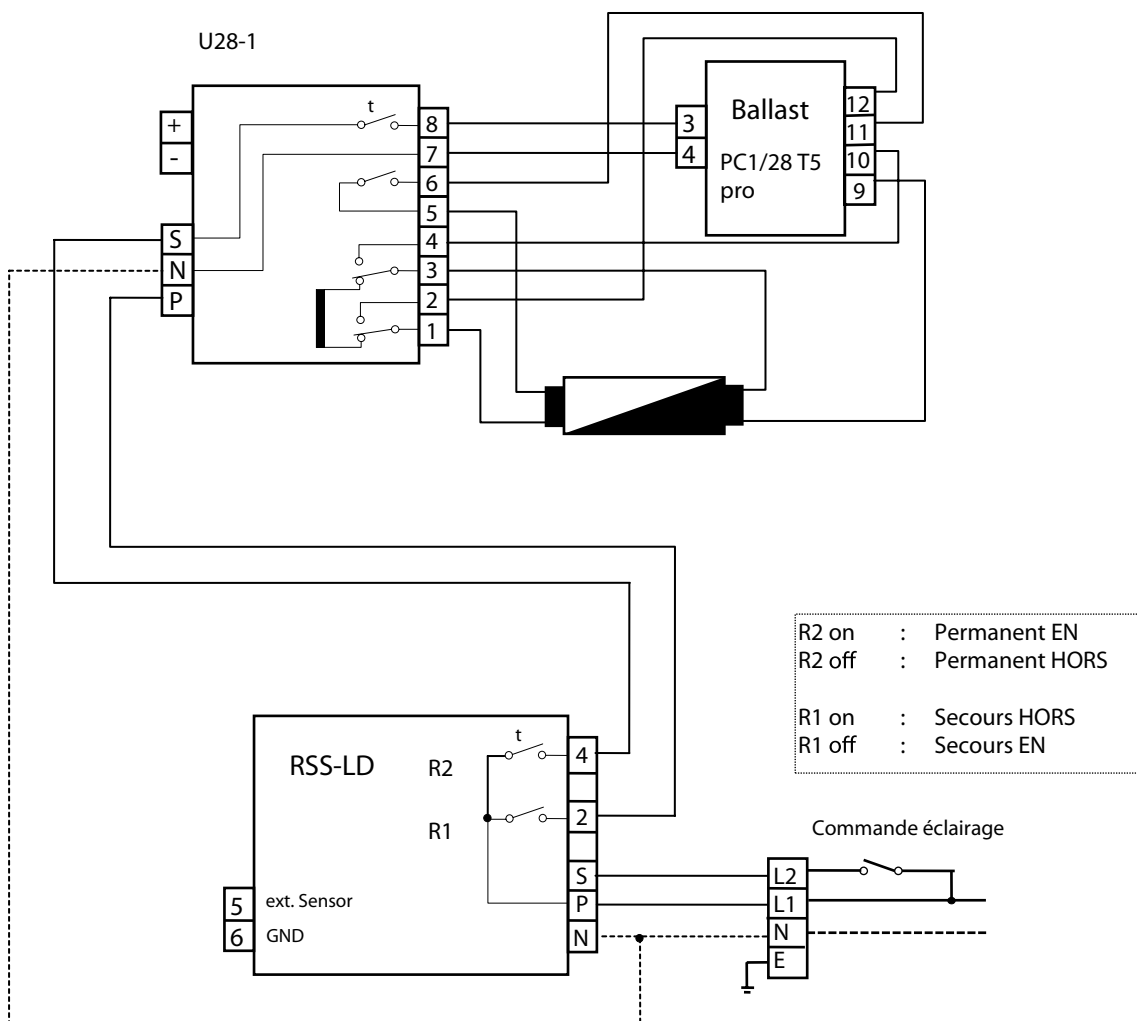 U28-1
+
-
S
N
P
t
8
7
6
5
4
3
2
1
3
4
Ballast
PC1/28 T5
pro
12
11
10
9
R2 on : Permanent EN
R2 off : Permanent HORS
R1 on : Secours HORS
R1 off : Secours EN
RSS-LD
R2
t
R1
4
2
S
P
N
5 ext. Sensor
6 GND
Commande éclairage
L2
L1
N
E